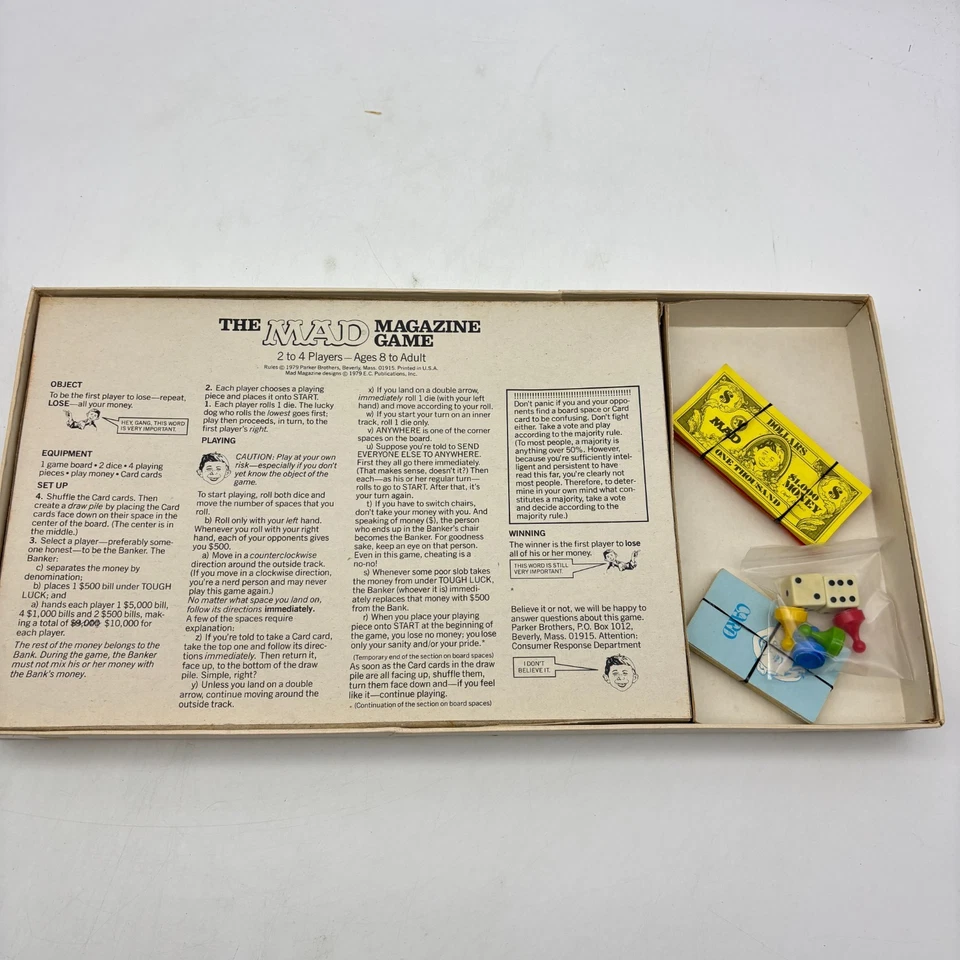 THE MAD MAGAZINE
GAME
2 to 4 Players—Ages 8 to Adult
Rules © 1979 Parker Brothers, Beverly, Mass. 01915. Printed in U.S.A.
Mad Magazine designs © 1979 E.C. Publications, Inc.
OBJECT
To be the first player to lose—repeat,
LOSE—all your money.
HEY, GANG, THIS WORD
IS VERY IMPORTANT.
EQUIPMENT
1 game board • 2 dice • 4 playing
pieces • play money • Card cards
SET UP
4. Shuffle the Card cards. Then
create a draw pile by placing the Card
cards face down on their space in the
center of the board. (The center is in
the middle.)
3. Select a player—preferably some-
one honest—to be the Banker. The
Banker:
c) separates the money by
denomination;
b) places 1 $500 bill under TOUGH
LUCK; and
a) hands each player 1 $5,000 bill,
4 $1,000 bills and 2 $500 bills, mak-
ing a total of $9,000 $10,000 for
each player.
The rest of the money belongs to the
Bank. During the game, the Banker
must not mix his or her money with
the Bank's money.
2. Each player chooses a playing
piece and places it onto START.
1. Each player rolls 1 die. The lucky
dog who rolls the lowest goes first;
play then proceeds, in turn, to the
first player's right.
PLAYING
CAUTION: Play at your own
risk—especially if you don't
yet know the object of the
game.
To start playing, roll both dice and
move the number of spaces that you
roll.
b) Roll only with your left hand.
Whenever you roll with your right
hand, each of your opponents gives
you $500.
a) Move in a counterclockwise
direction around the outside track.
(If you move in a clockwise direction,
you're a nerd person and may never
play this game again.)
No matter what space you land on,
follow its directions immediately.
A few of the spaces require
explanation:
z) If you're told to take a Card card,
take the top one and follow its direc-
tions immediately. Then return it,
face up, to the bottom of the draw
pile. Simple, right?
y) Unless you land on a double
arrow, continue moving around the
outside track.
x) If you land on a double arrow,
immediately roll 1 die (with your left
hand) and move according to your roll.
w) If you start your turn on an inner
track, roll 1 die only.
v) ANYWHERE is one of the corner
spaces on the board.
u) Suppose you're told to SEND
EVERYONE ELSE TO ANYWHERE.
First they all go there immediately.
(That makes sense, doesn't it?) Then
each—as his or her regular turn—
rolls to go to START. After that, it's
your turn again.
t) If you have to switch chairs,
don't take your money with you. And
speaking of money ($), the person
who ends up in the Banker's chair
becomes the Banker. For goodness
sake, keep an eye on that person.
Even in this game, cheating is a
no-no!
s) Whenever some poor slob takes
the money from under TOUGH LUCK,
the Banker (whoever it is) immedi-
ately replaces that money with $500
from the Bank.
r) When you place your playing
piece onto START at the beginning of
the game, you lose no money; you lose
only your sanity and/or your pride.*
(Temporary end of the section on board spaces)
As soon as the Card cards in the draw
pile are all facing up, shuffle them,
turn them face down and—if you feel
like it—continue playing.
(Continuation of the section on board spaces)
Don't panic if you and your oppo-
nents find a board space or Card
card to be confusing. Don't fight
either. Take a vote and play
according to the majority rule.
(To most people, a majority is
anything over 50%. However,
because you're sufficiently intel-
ligent and persistent to have
read this far, you're clearly not
most people. Therefore, to deter-
mine in your own mind what con-
stitutes a majority, take a vote
and decide according to the
majority rule.)
WINNING
The winner is the first player to lose
all of his or her money.
THIS WORD IS STILL
VERY IMPORTANT.
Believe it or not, we will be happy to
answer questions about this game.
Parker Brothers, P.O. Box 1012,
Beverly, Mass. 01915. Attention:
Consumer Response Department
I DON'T
BELIEVE IT.
$
DOLLARS
MAD
$1,000
MONEY
$
ONE THOUSAND
CARD